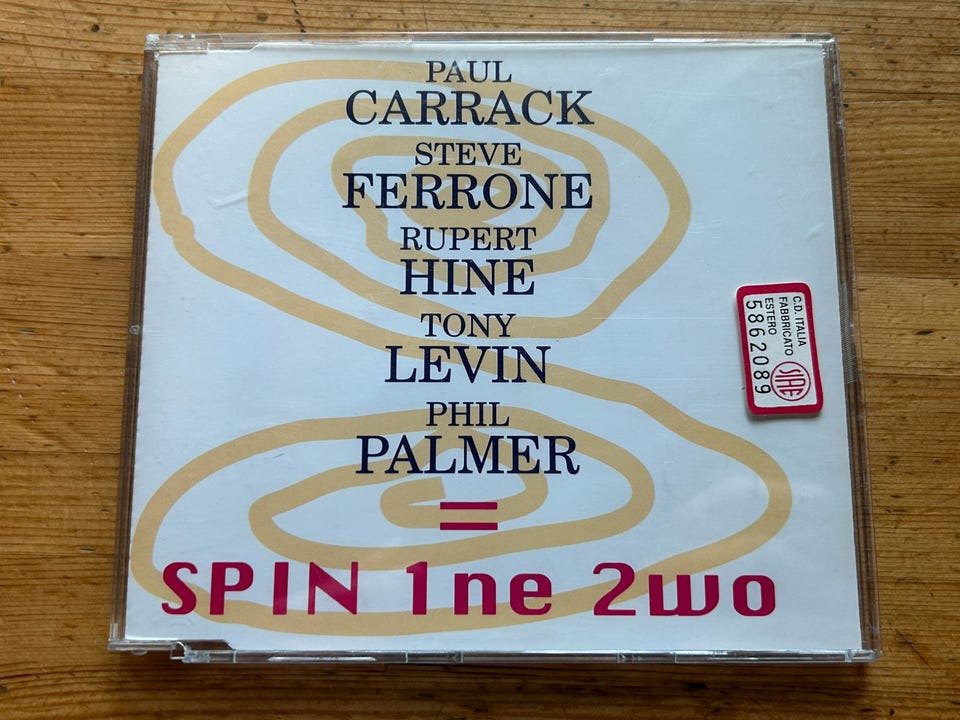 PAUL
CARRACK
STEVE
FERRONE
RUPERT
HINE
TONY
LEVIN
PHIL
PALMER
=
SPIN 1ne 2wo
C.D. ITALIA
FABBRICATO
ESTERO
5862089
SIAE